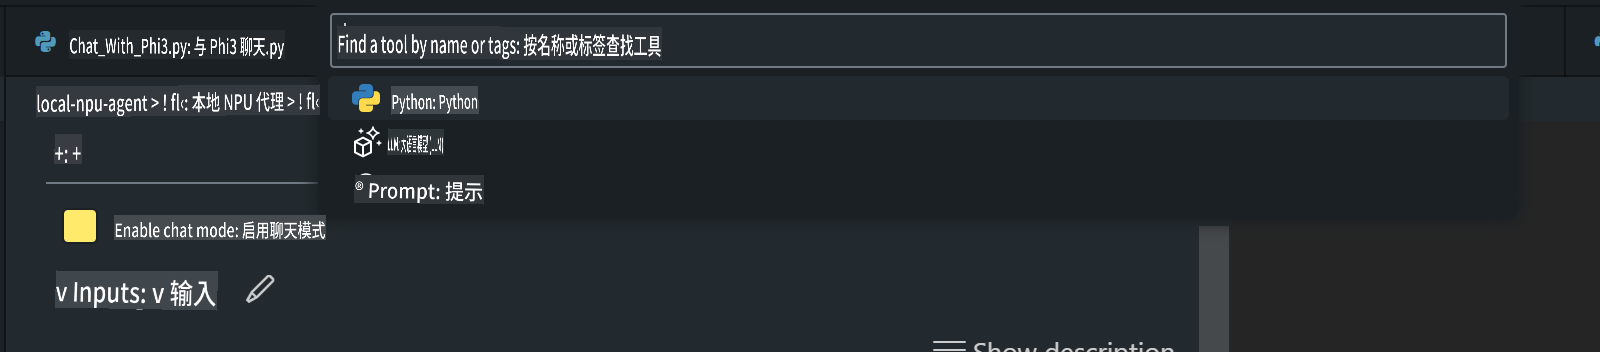 Chat_With_Phi3.py: 与 Phi3 聊天.py
Find a tool by name or tags: 按名称或标签查找工具
local-npu-agent > ! fl‹: 本地 NPU 代理 > ! fl‹
Python: Python
+: +
® Prompt: 提示
Enable chat mode: 启用聊天模式
v Inputs: v 输入
Show description